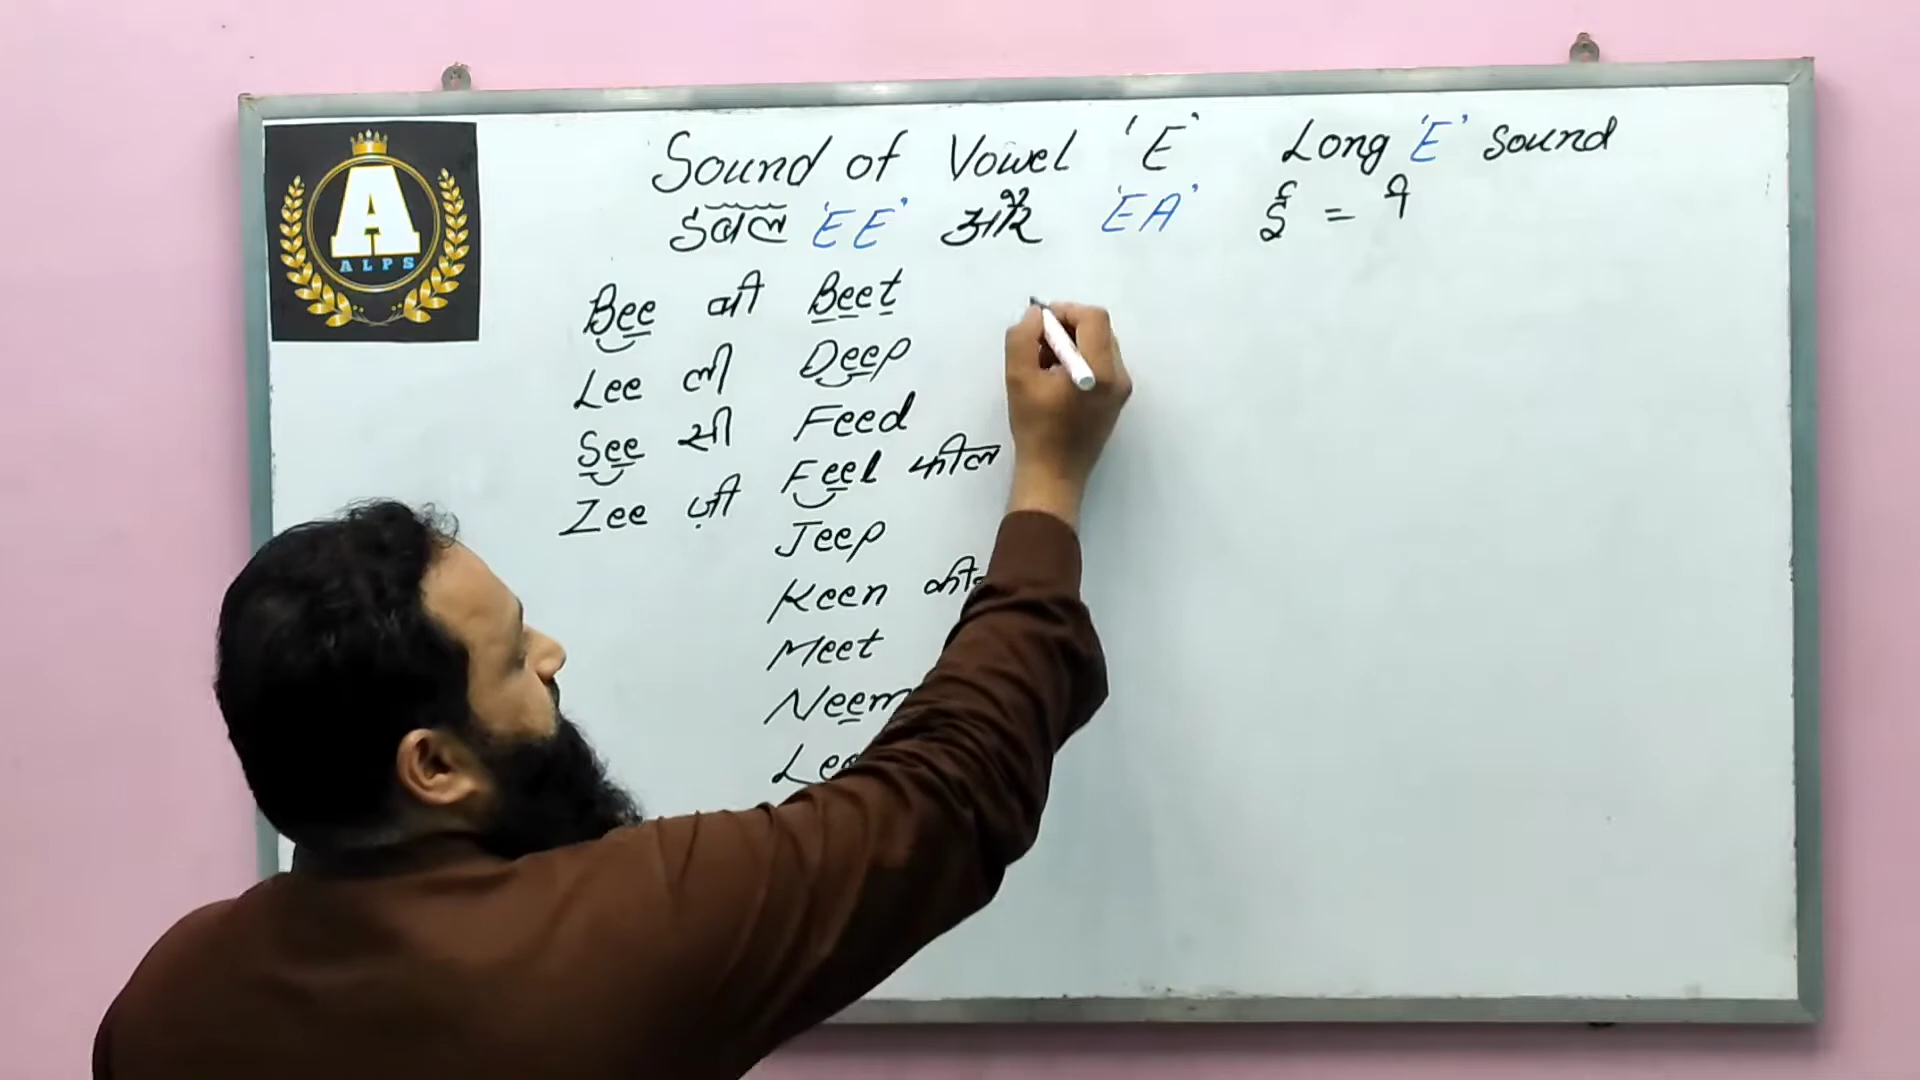 A
ALPS
Sound of Vowel 'E' Long 'E' Sound
डबल 'EE' और 'EA' ई = ी
Bee बी Beet
Lee ली Deep
See सी Feed
Zee ज़ी Feel फील
Jeep
Keen
Meet
Neem